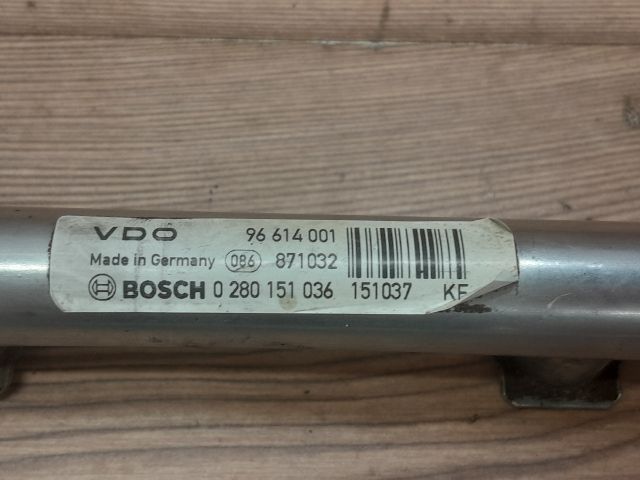 VDO 96 614 001
Made in Germany 086 871032
BOSCH 0 280 151 036 151037 KF